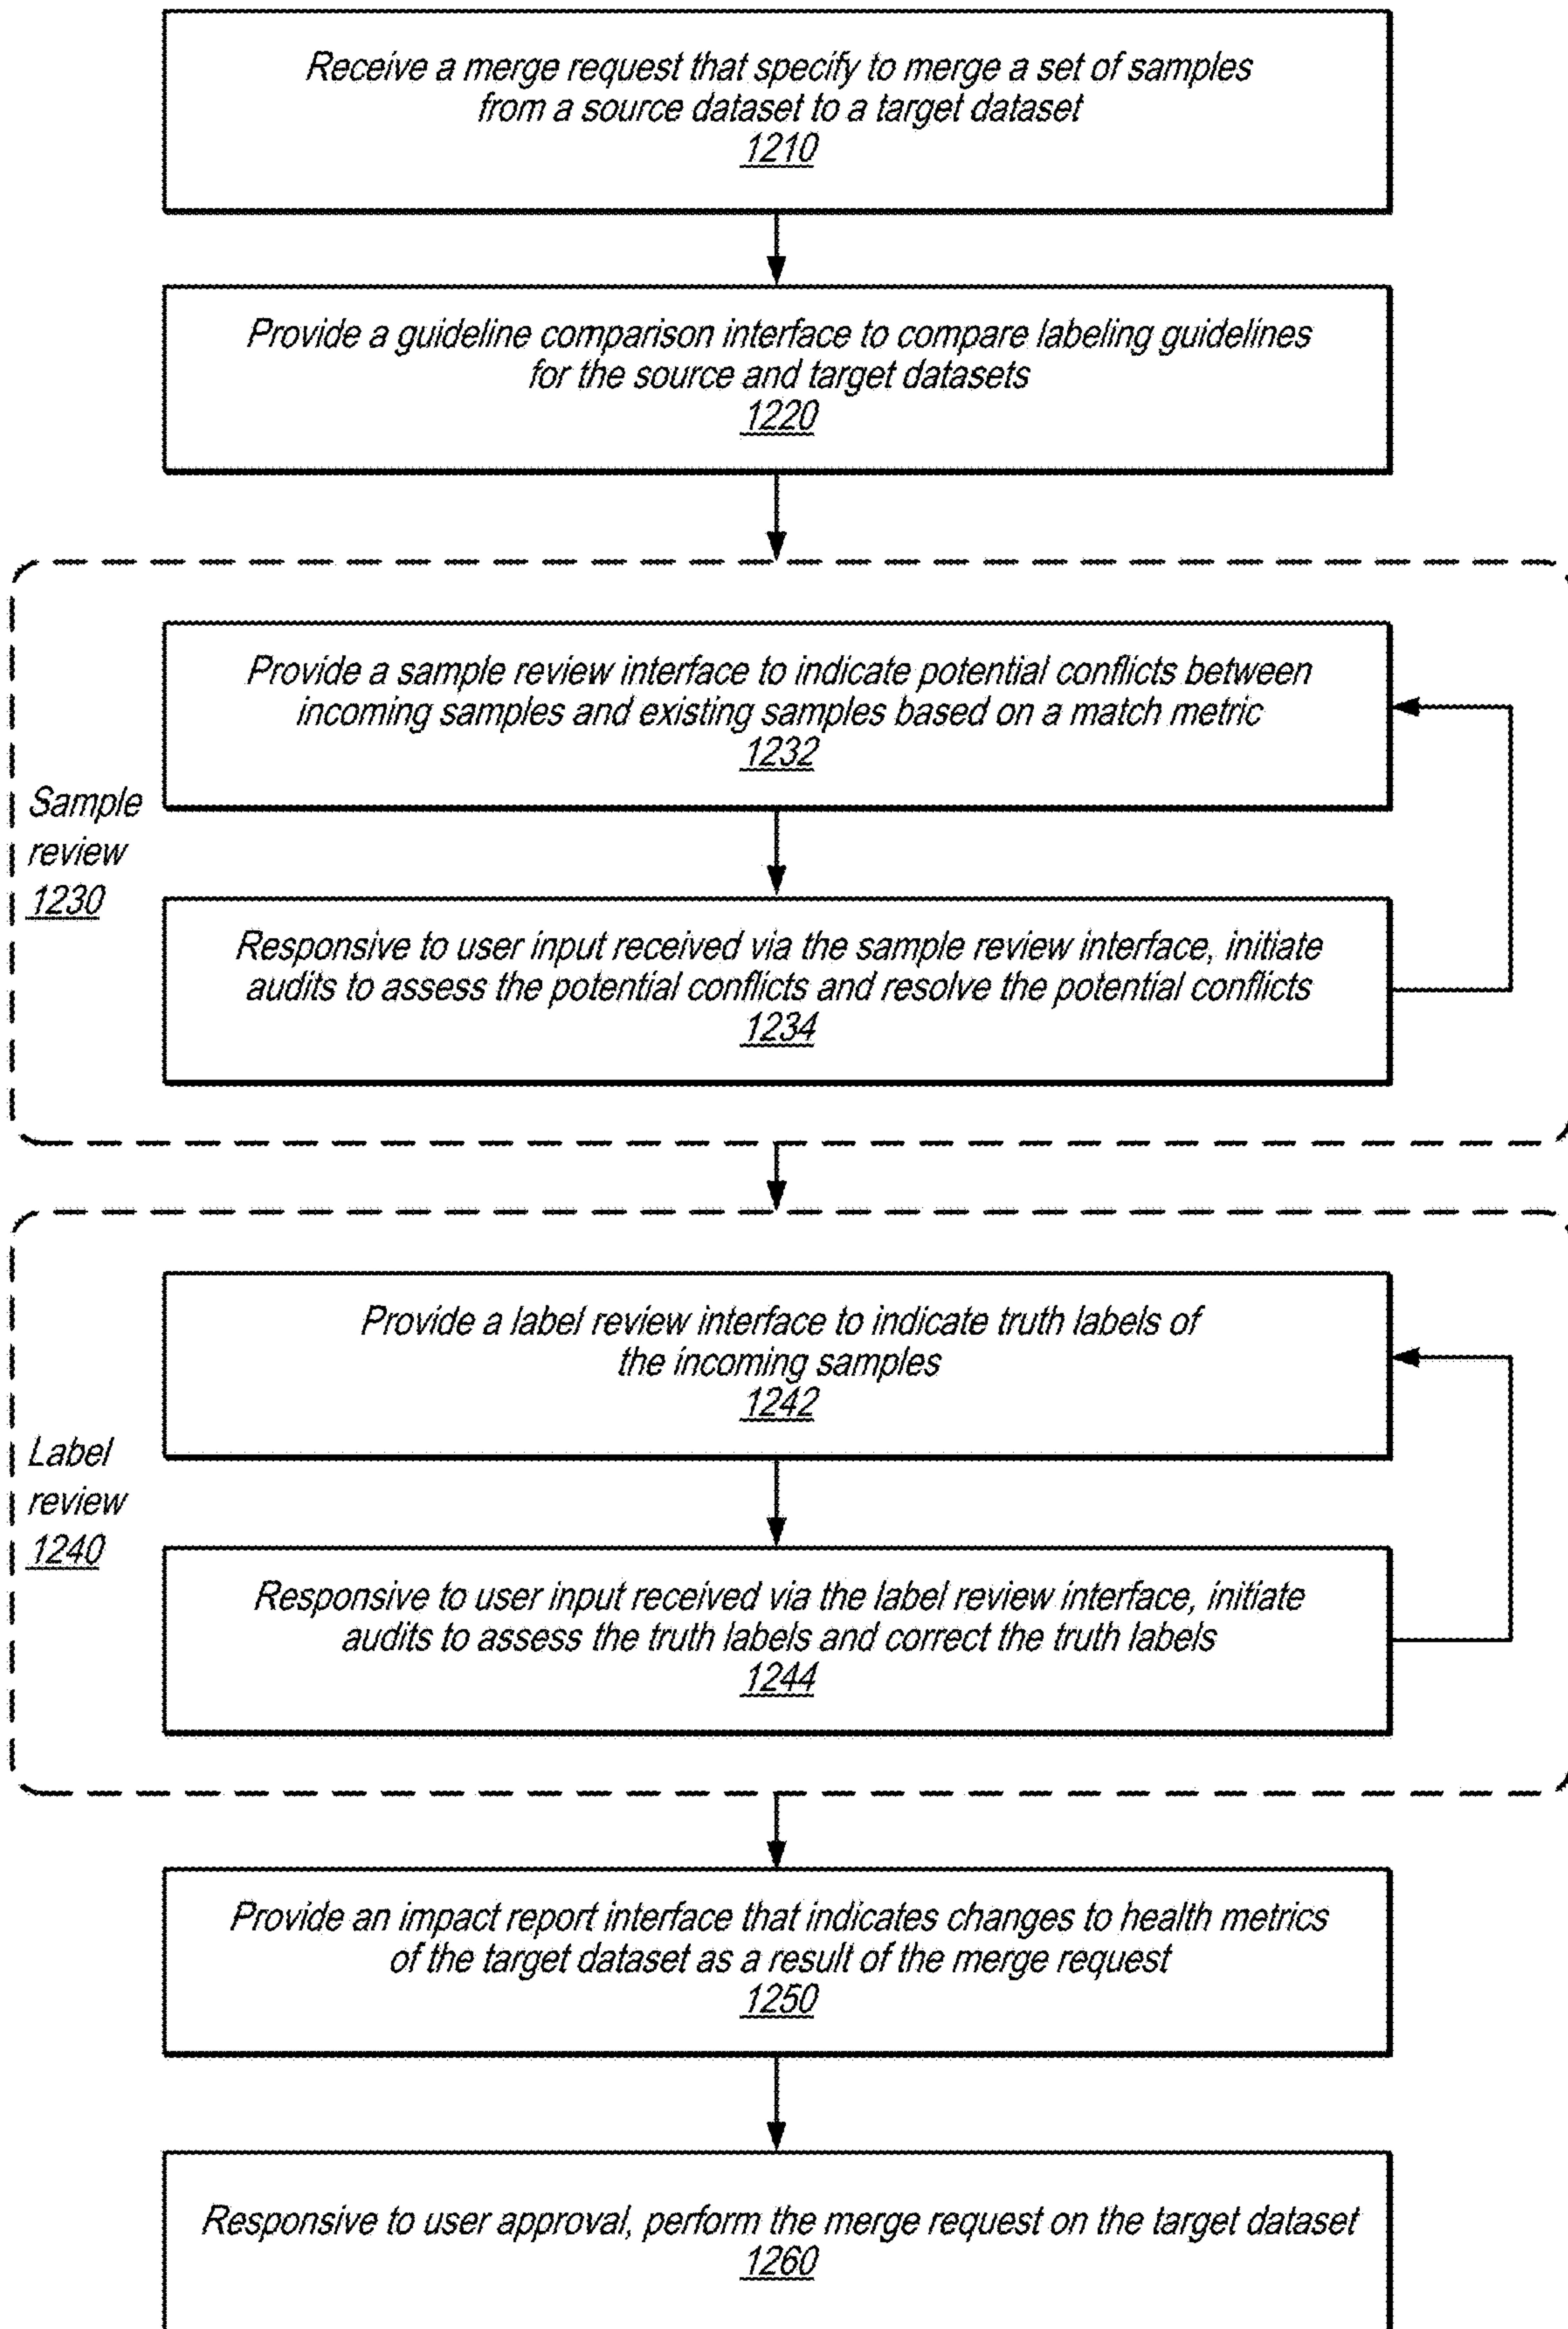 Receive a merge request that specify to merge a set of samples
from a source dataset to a target dataset
1210
Provide a guideline comparison interface to compare labeling guidelines
for the source and target datasets
1220
Sample
review
1230
Provide a sample review interface to indicate potential conflicts between
incoming samples and existing samples based on a match metric
1232
Responsive to user input received via the sample review interface, initiate
audits to assess the potential conflicts and resolve the potential conflicts
1234
Label
review
1240
Provide a label review interface to indicate truth labels of
the incoming samples
1242
Responsive to user input received via the label review interface, initiate
audits to assess the truth labels and correct the truth labels
1244
Provide an impact report interface that indicates changes to health metrics
of the target dataset as a result of the merge request
1250
Responsive to user approval, perform the merge request on the target dataset
1260